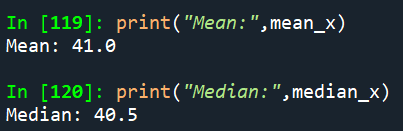 In [119]: print("Mean:",mean_x)
Mean: 41.0
In [120]: print("Median:",median_x)
Median: 40.5